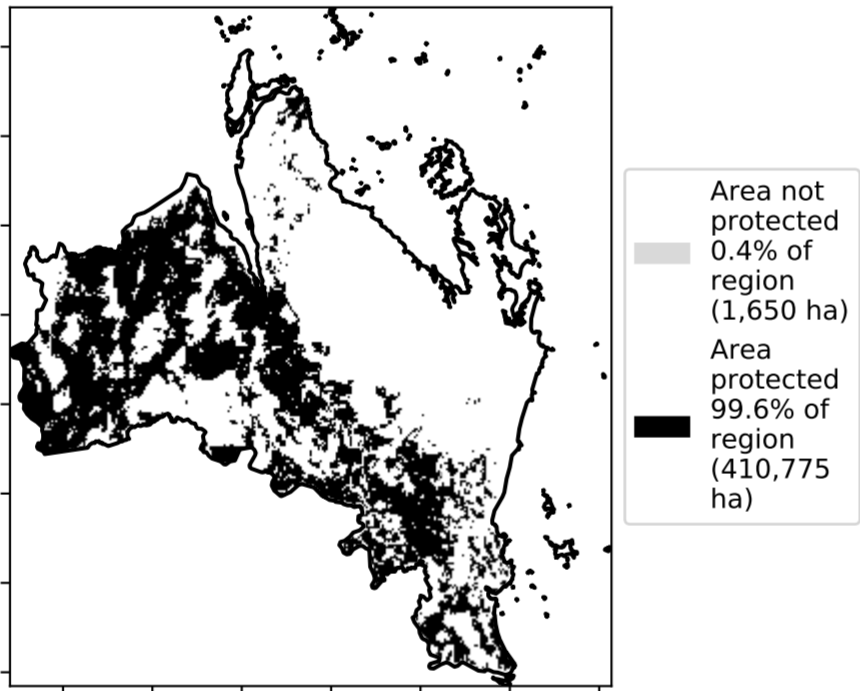 Area not
protected
0.4% of
region
(1,650 ha)
Area
protected
99.6% of
region
(410,775
ha)